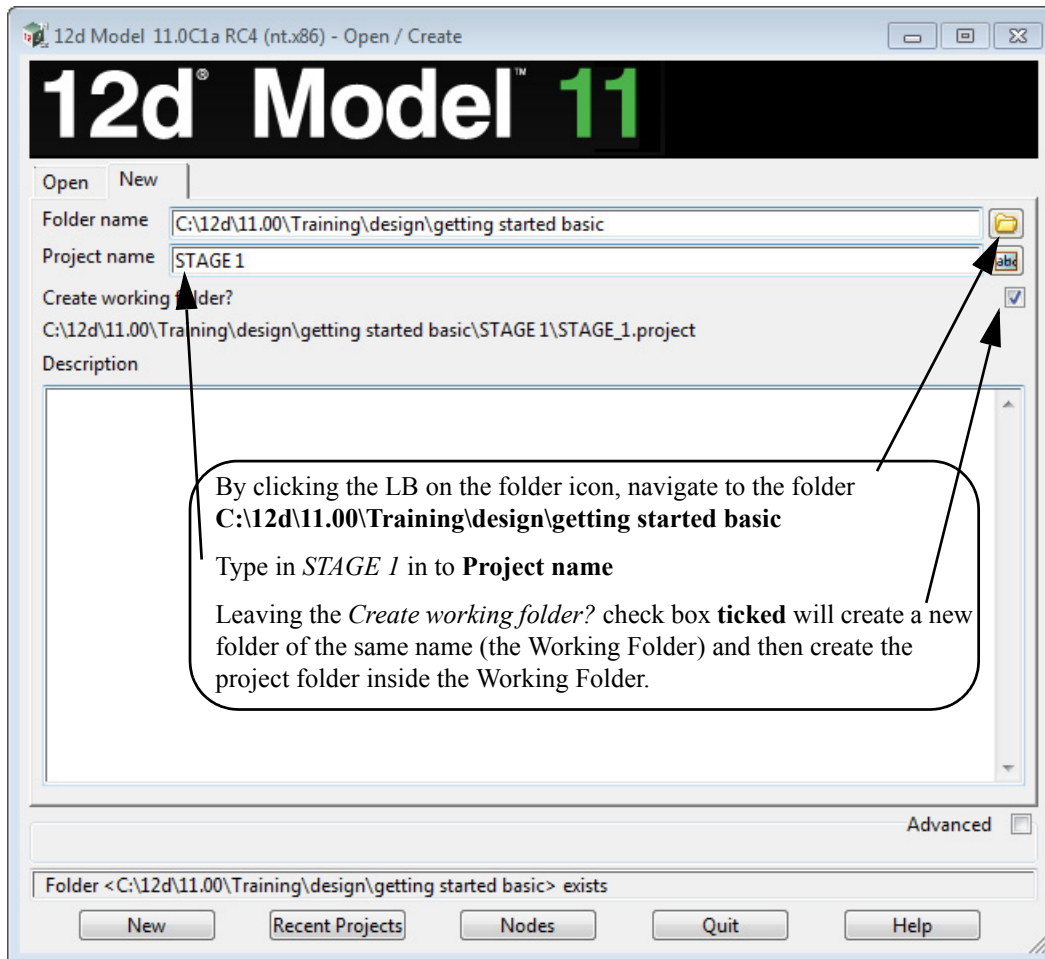 12d Model 11.0C1a RC4 (nt.x86) - Open / Create
12d® Model™ 11
Open New
Folder name C:\12d\11.00\Training\design\getting started basic
Project name STAGE 1
abc
Create working folder?
C:\12d\11.00\Training\design\getting started basic\STAGE 1\STAGE_1.project
Description
By clicking the LB on the folder icon, navigate to the folder
C:\12d\11.00\Training\design\getting started basic
Type in STAGE 1 in to Project name
Leaving the Create working folder? check box ticked will create a new
folder of the same name (the Working Folder) and then create the
project folder inside the Working Folder.
Advanced
Folder <C:\12d\11.00\Training\design\getting started basic> exists
New Recent Projects Nodes Quit Help